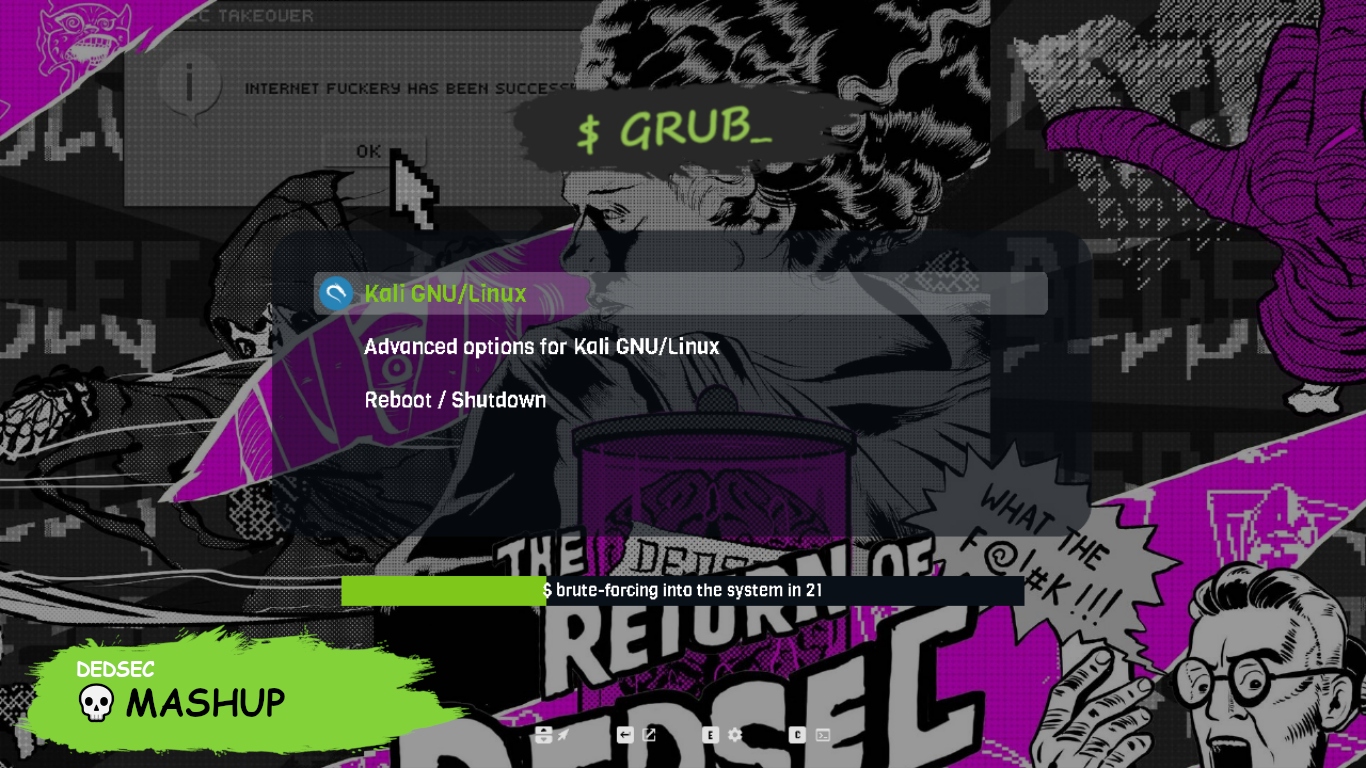 EC TAKEOVER
INTERNET FUCKERY HAS BEEN SUCCESS
OK
$ GRUB_
Kali GNU/Linux
Advanced options for Kali GNU/Linux
Reboot / Shutdown
WHAT THE
F@!#K!!!
$ brute-forcing into the system in 21
THE
DEDSEC
RETURN OF
DEDSEC
DEDSEC
MASHUP
E
C